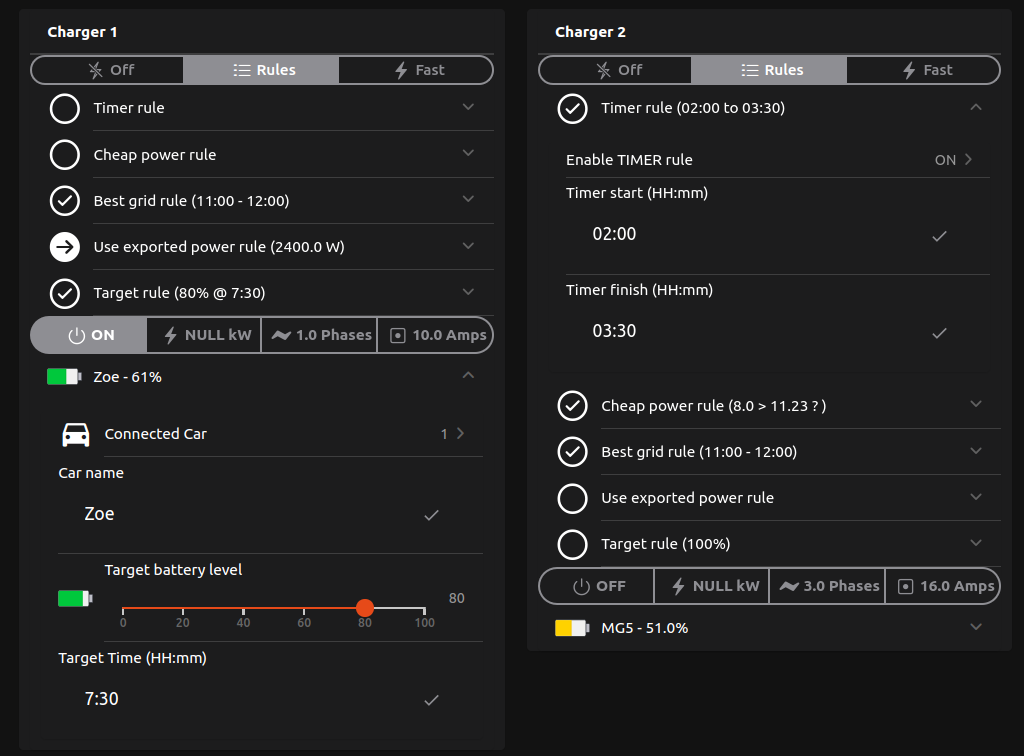 Charger 1
Off Rules Fast
Timer rule
Cheap power rule
Best grid rule (11:00 - 12:00)
Use exported power rule (2400.0 W)
Target rule (80% @ 7:30)
ON NULL kW 1.0 Phases 10.0 Amps
Zoe - 61%
Connected Car 1
Car name
Zoe
Target battery level
80
0 20 40 60 80 100
Target Time (HH:mm)
7:30
Charger 2
Off Rules Fast
Timer rule (02:00 to 03:30)
Enable TIMER rule ON
Timer start (HH:mm)
02:00
Timer finish (HH:mm)
03:30
Cheap power rule (8.0 > 11.23 ? )
Best grid rule (11:00 - 12:00)
Use exported power rule
Target rule (100%)
OFF NULL kW 3.0 Phases 16.0 Amps
MG5 - 51.0%